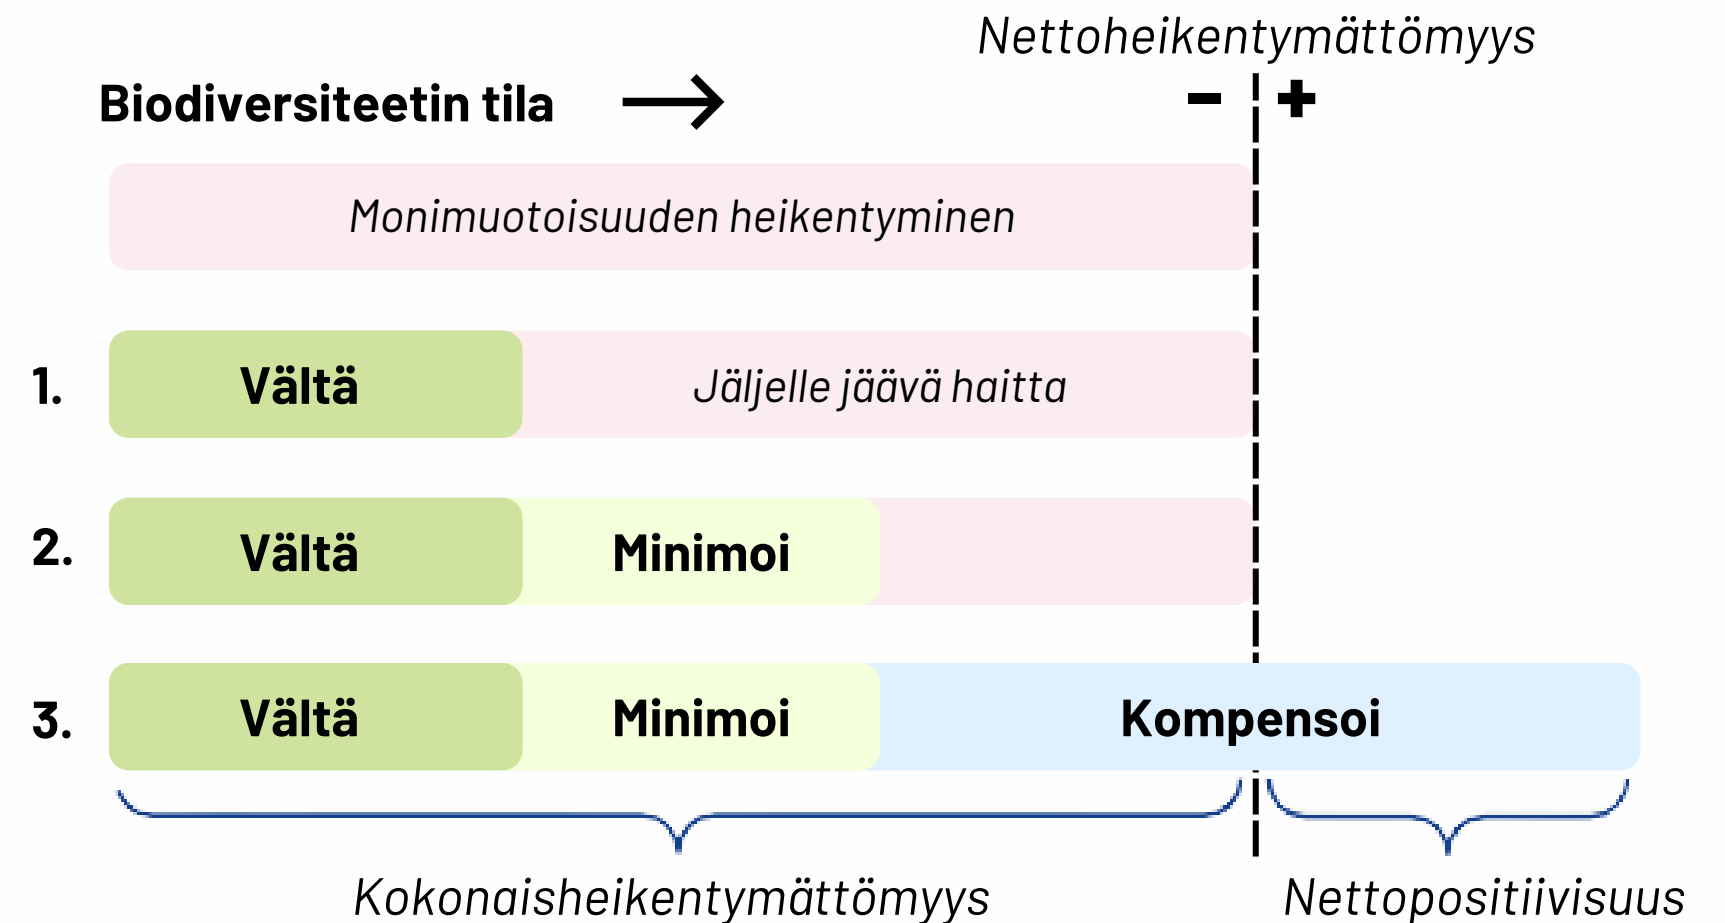 Nettoheikentymättömyys
Biodiversiteetin tila → - +
Monimuotoisuuden heikentyminen
1. Vältä Jäljelle jäävä haitta
2. Vältä Minimoi
3. Vältä Minimoi Kompensoi
Kokonaisheikentymättömyys Nettopositiivisuus